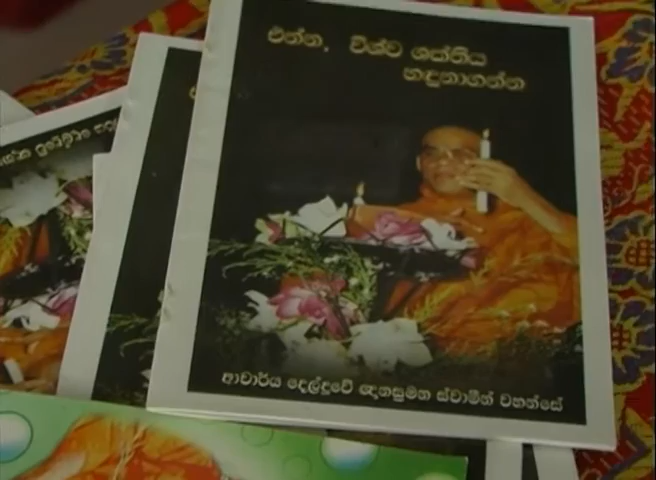 එන්න, විශ්ව ශක්තිය
හඳුනාගන්න
ආචාර්ය දෙල්දූවේ ඥානසුමන ස්වාමීන් වහන්සේ